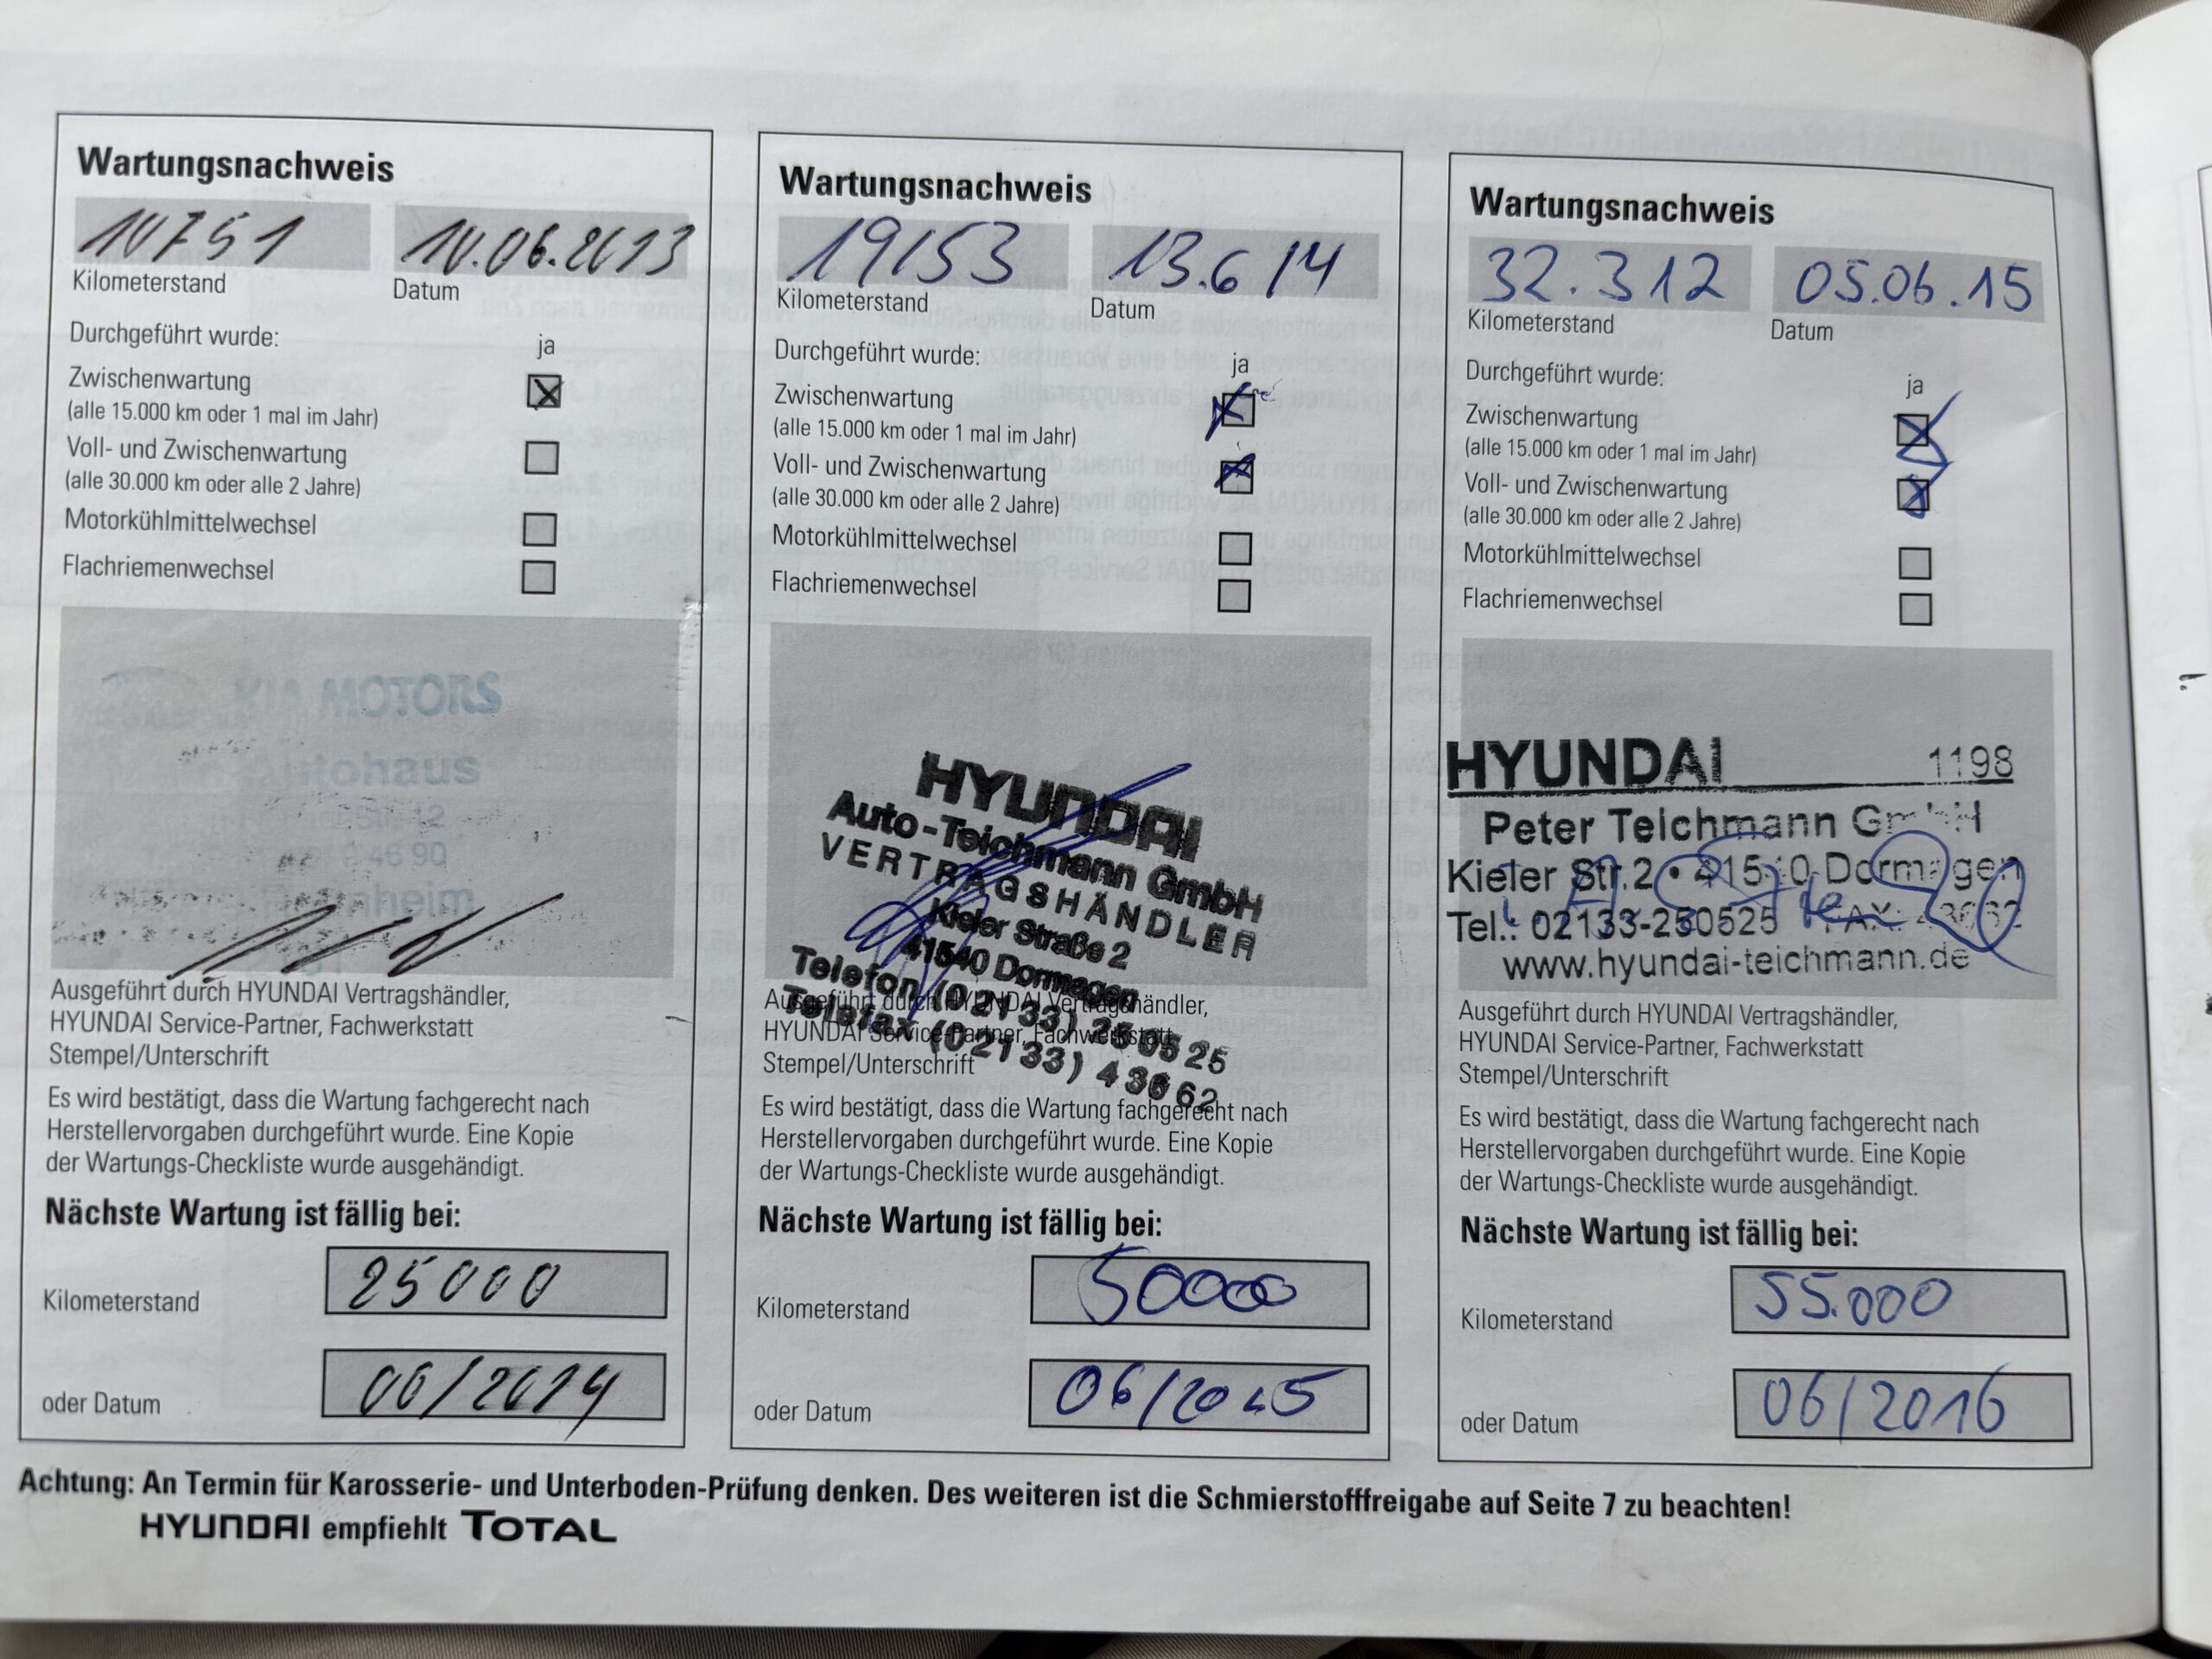 Wartungsnachweis
10751 10.06.2013
Kilometerstand Datum
Durchgeführt wurde: ja
Zwischenwartung
(alle 15.000 km oder 1 mal im Jahr)
Voll- und Zwischenwartung
(alle 30.000 km oder alle 2 Jahre)
Motorkühlmittelwechsel
Flachriemenwechsel
KIA MOTORS
Autohaus
12
46 90
Ausgeführt durch HYUNDAI Vertragshändler,
HYUNDAI Service-Partner, Fachwerkstatt
Stempel/Unterschrift
Es wird bestätigt, dass die Wartung fachgerecht nach
Herstellervorgaben durchgeführt wurde. Eine Kopie
der Wartungs-Checkliste wurde ausgehändigt.
Nächste Wartung ist fällig bei:
Kilometerstand 25000
oder Datum 06/2014
Wartungsnachweis
19153 13.6.14
Kilometerstand Datum
Durchgeführt wurde: ja
Zwischenwartung
(alle 15.000 km oder 1 mal im Jahr)
Voll- und Zwischenwartung
(alle 30.000 km oder alle 2 Jahre)
Motorkühlmittelwechsel
Flachriemenwechsel
HYUNDAI
Auto-Teichmann GmbH
VERTRAGSHÄNDLER
Kieler Straße 2
41540 Dormagen
Telefon (02133) 250525
Telefax (02133) 43662
Ausgeführt durch HYUNDAI Vertragshändler,
HYUNDAI Service-Partner, Fachwerkstatt
Stempel/Unterschrift
Es wird bestätigt, dass die Wartung fachgerecht nach
Herstellervorgaben durchgeführt wurde. Eine Kopie
der Wartungs-Checkliste wurde ausgehändigt.
Nächste Wartung ist fällig bei:
Kilometerstand 50000
oder Datum 06/2015
Wartungsnachweis
32.312 05.06.15
Kilometerstand Datum
Durchgeführt wurde: ja
Zwischenwartung
(alle 15.000 km oder 1 mal im Jahr)
Voll- und Zwischenwartung
(alle 30.000 km oder alle 2 Jahre)
Motorkühlmittelwechsel
Flachriemenwechsel
HYUNDAI 1198
Peter Teichmann GmbH
Kieler Str.2 • 41540 Dormagen
Tel.: 02133-250525 FAX: 43662
www.hyundai-teichmann.de
Ausgeführt durch HYUNDAI Vertragshändler,
HYUNDAI Service-Partner, Fachwerkstatt
Stempel/Unterschrift
Es wird bestätigt, dass die Wartung fachgerecht nach
Herstellervorgaben durchgeführt wurde. Eine Kopie
der Wartungs-Checkliste wurde ausgehändigt.
Nächste Wartung ist fällig bei:
Kilometerstand 55.000
oder Datum 06/2016
Achtung: An Termin für Karosserie- und Unterboden-Prüfung denken. Des weiteren ist die Schmierstofffreigabe auf Seite 7 zu beachten!
HYUNDAI empfiehlt TOTAL